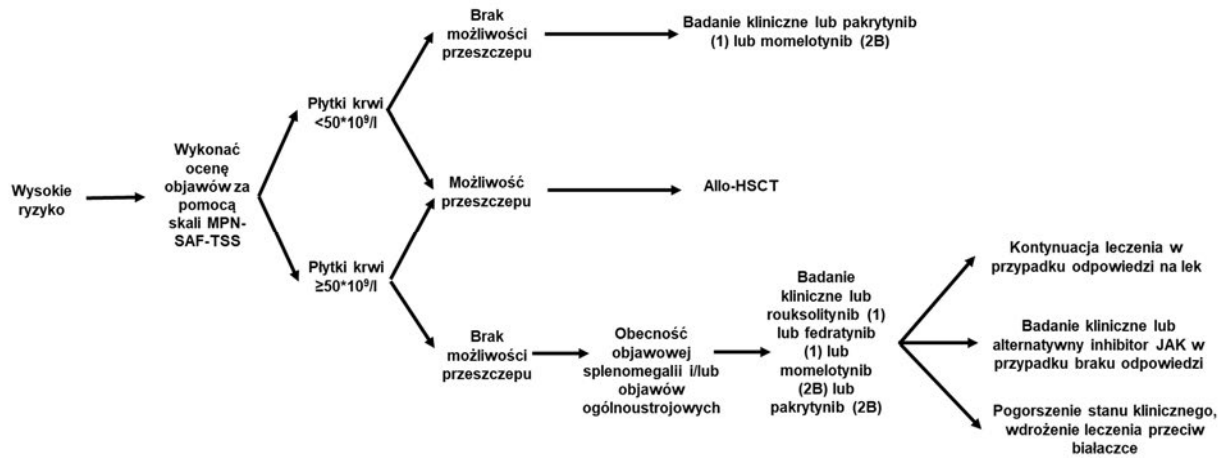 Wysokie
ryzyko
Wykonać
ocenę
objawów za
pomocą
skali MPN-
SAF-TSS
Płytki krwi
<50*10⁹/l
Płytki krwi
≥50*10⁹/l
Brak
możliwości
przeszczepu
Badanie kliniczne lub pakrytynib
(1) lub momelotynib (2B)
Możliwość
przeszczepu
Allo-HSCT
Brak
możliwości
przeszczepu
Obecność
objawowej
splenomegalii i/lub
objawów
ogólnoustrojowych
Badanie
kliniczne lub
rouksolitynib (1)
lub fedratynib
(1) lub
momelotynib
(2B) lub
pakrytynib (2B)
Kontynuacja leczenia w
przypadku odpowiedzi na lek
Badanie kliniczne lub
alternatywny inhibitor JAK w
przypadku braku odpowiedzi
Pogorszenie stanu klinicznego,
wdrożenie leczenia przeciw
białaczce